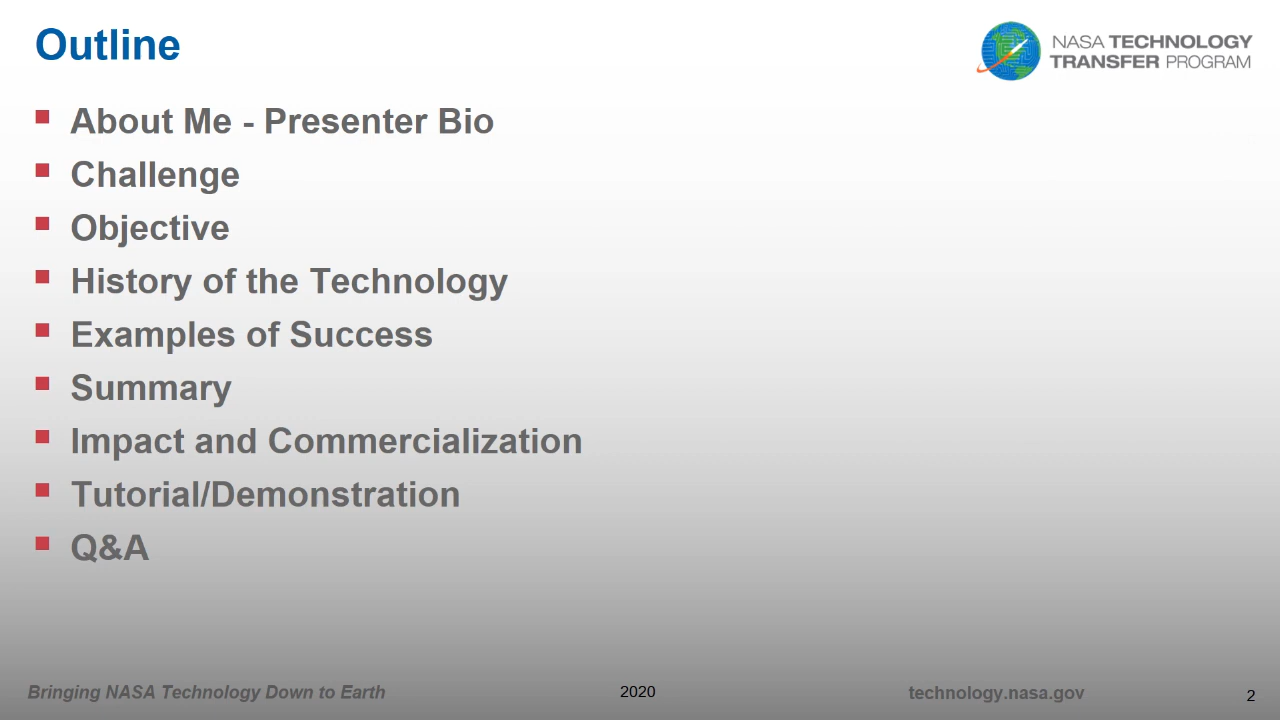 Outline
NASA TECHNOLOGY
TRANSFER PROGRAM
About Me - Presenter Bio
Challenge
Objective
History of the Technology
Examples of Success
Summary
Impact and Commercialization
Tutorial/Demonstration
Q&A
Bringing NASA Technology Down to Earth
2020
technology.nasa.gov
2